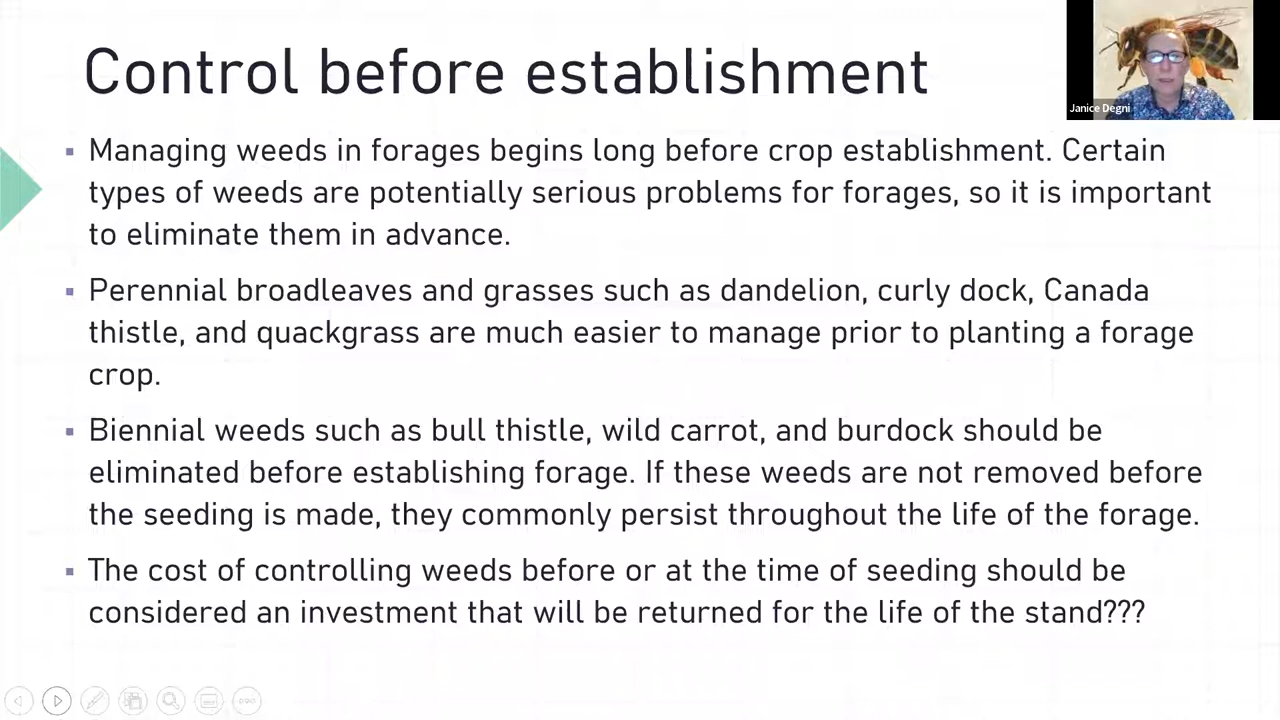 Control before establishment
Janice Degni
▪ Managing weeds in forages begins long before crop establishment. Certain
types of weeds are potentially serious problems for forages, so it is important
to eliminate them in advance.
▪ Perennial broadleaves and grasses such as dandelion, curly dock, Canada
thistle, and quackgrass are much easier to manage prior to planting a forage
crop.
▪ Biennial weeds such as bull thistle, wild carrot, and burdock should be
eliminated before establishing forage. If these weeds are not removed before
the seeding is made, they commonly persist throughout the life of the forage.
▪ The cost of controlling weeds before or at the time of seeding should be
considered an investment that will be returned for the life of the stand???